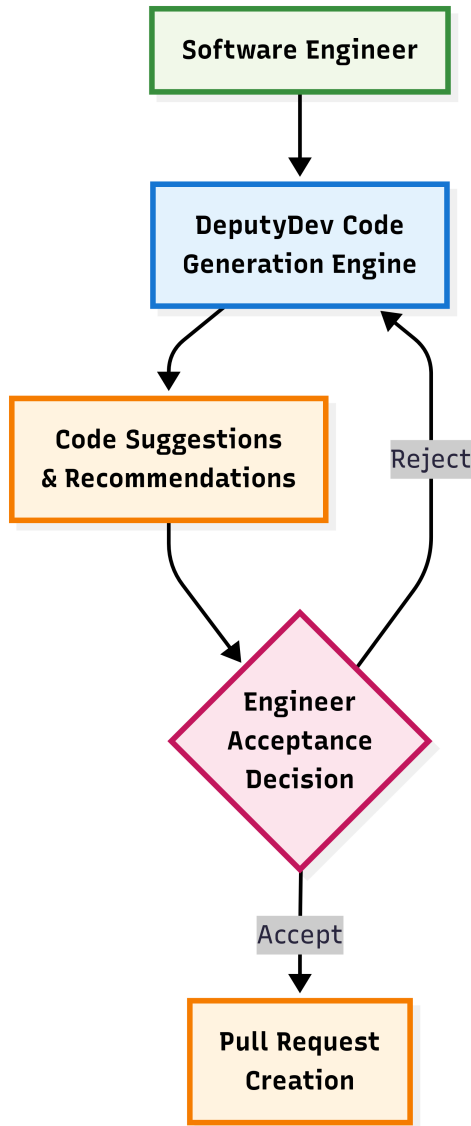 Software Engineer
DeputyDev Code
Generation Engine
Code Suggestions
& Recommendations
Reject
Engineer
Acceptance
Decision
Accept
Pull Request
Creation